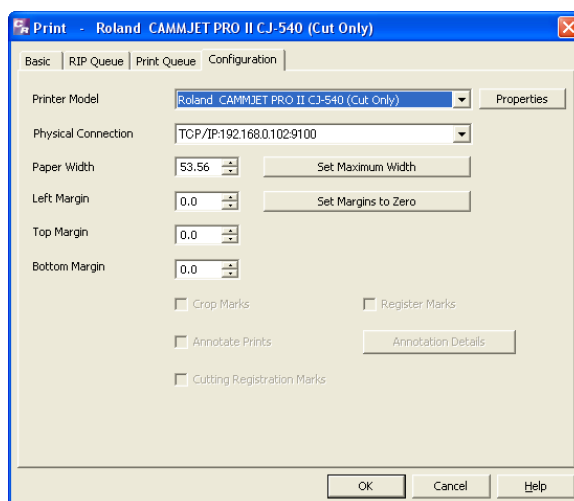 Print - Roland CAMMJET PRO II CJ-540 (Cut Only)
Basic RIP Queue Print Queue Configuration
Printer Model Roland CAMMJET PRO II CJ-540 (Cut Only) Properties
Physical Connection TCP/IP:192.168.0.102:9100
Paper Width 53.56 Set Maximum Width
Left Margin 0.0 Set Margins to Zero
Top Margin 0.0
Bottom Margin 0.0
Crop Marks Register Marks
Annotate Prints Annotation Details
Cutting Registration Marks
OK Cancel Help